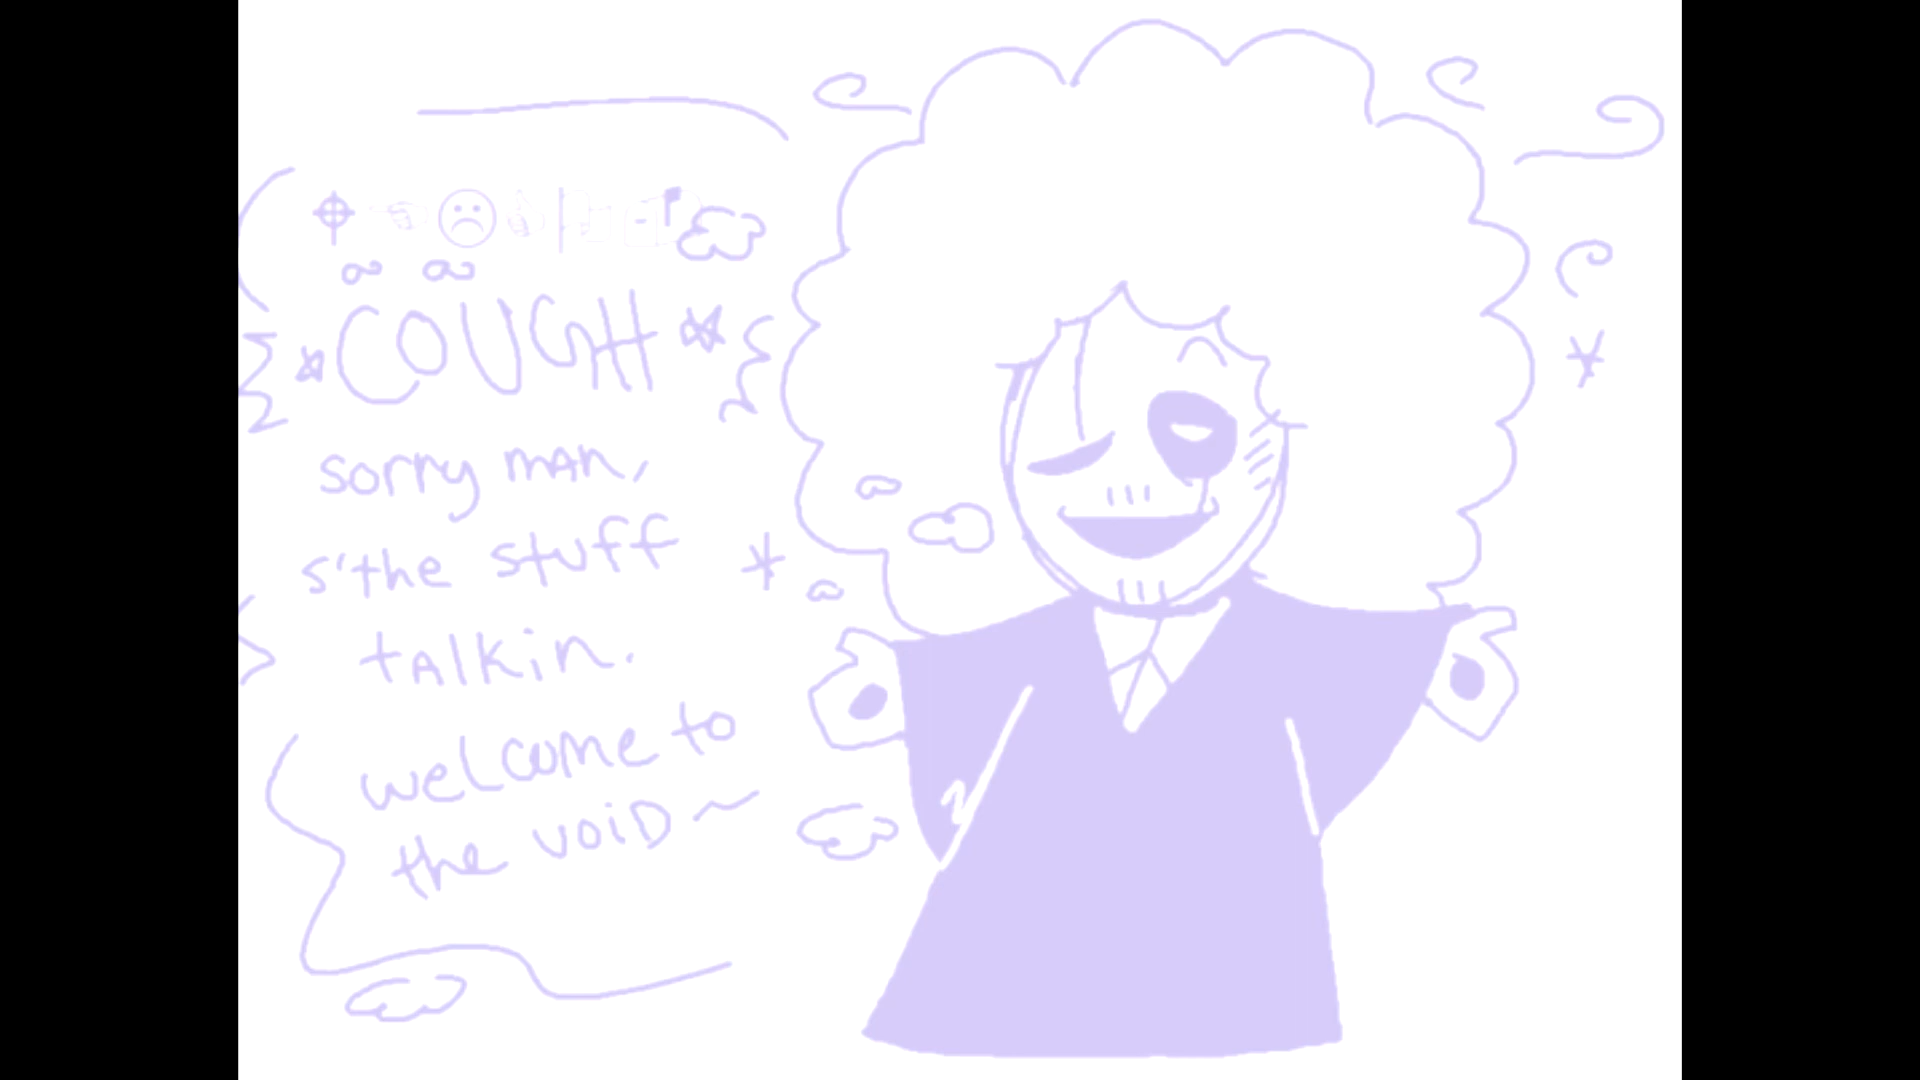 *COUGH*
sorry man,
s'the stuff
talkin.
welcome to
the void~